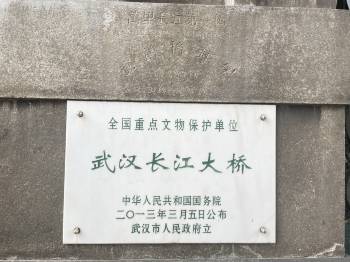 全国重点文物保护单位
武汉长江大桥
中华人民共和国国务院
二〇一三年三月五日公布
武汉市人民政府立